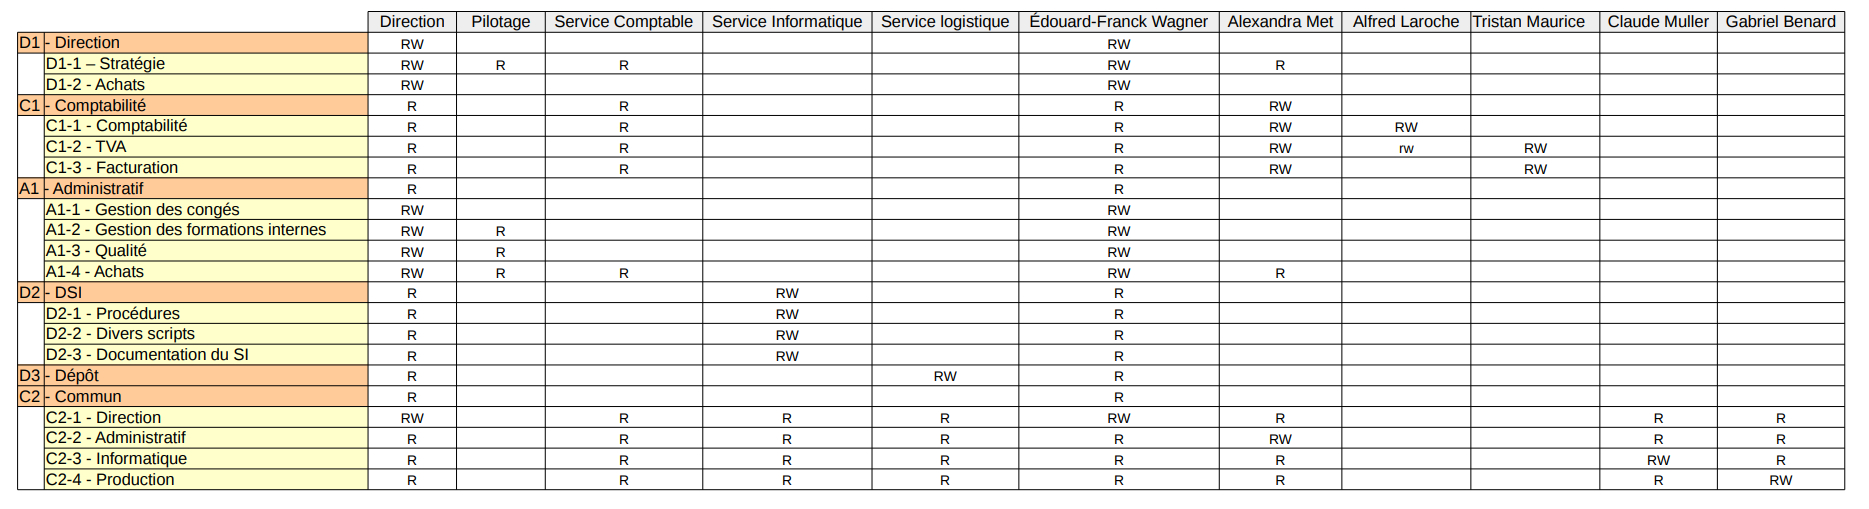 Direction Pilotage Service Comptable Service Informatique Service logistique Édouard-Franck Wagner Alexandra Met Alfred Laroche Tristan Maurice Claude Muller Gabriel Benard
D1 - Direction RW RW
D1-1 – Stratégie RW R R RW R
D1-2 - Achats RW RW
C1 - Comptabilité R R R RW
C1-1 - Comptabilité R R R RW RW
C1-2 - TVA R R R RW rw RW
C1-3 - Facturation R R R RW RW
A1 - Administratif R R
A1-1 - Gestion des congés RW RW
A1-2 - Gestion des formations internes RW R RW
A1-3 - Qualité RW R RW
A1-4 - Achats RW R R RW R
D2 - DSI R RW R
D2-1 - Procédures R RW R
D2-2 - Divers scripts R RW R
D2-3 - Documentation du SI R RW R
D3 - Dépôt R RW R
C2 - Commun R R
C2-1 - Direction RW R R R RW R R R
C2-2 - Administratif R R R R R RW R R
C2-3 - Informatique R R R R R R RW R
C2-4 - Production R R R R R R R RW